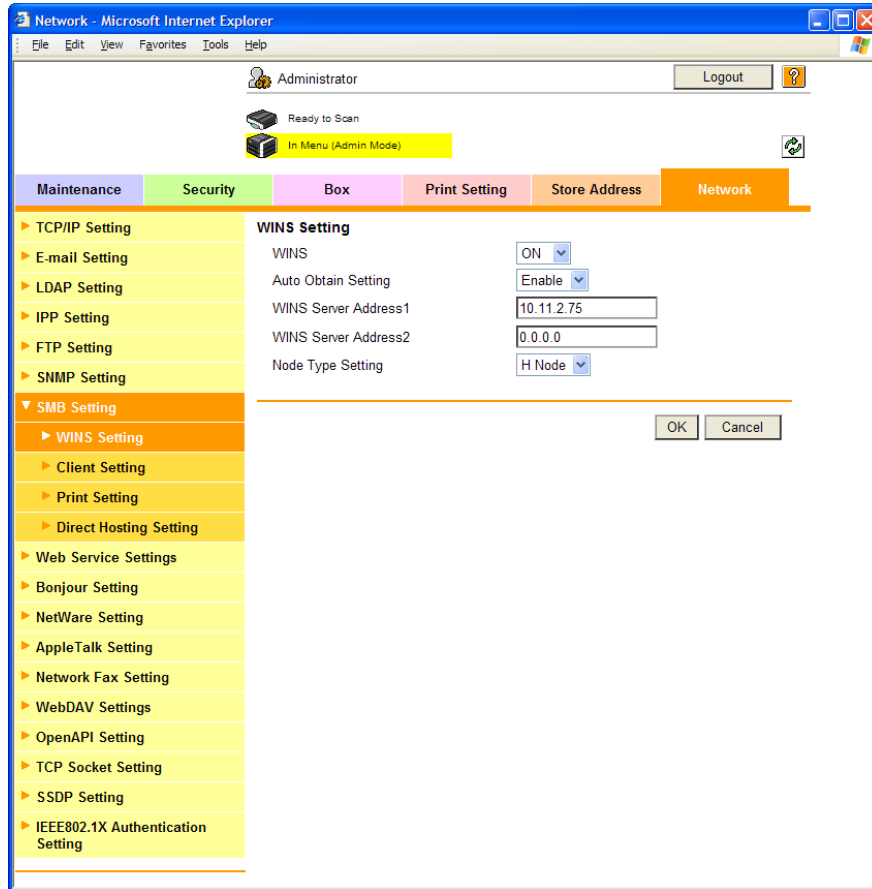 Network - Microsoft Internet Explorer
File Edit View Favorites Tools Help
Administrator
Logout
?
Ready to Scan
In Menu (Admin Mode)
Maintenance Security Box Print Setting Store Address Network
TCP/IP Setting
E-mail Setting
LDAP Setting
IPP Setting
FTP Setting
SNMP Setting
SMB Setting
WINS Setting
Client Setting
Print Setting
Direct Hosting Setting
Web Service Settings
Bonjour Setting
NetWare Setting
AppleTalk Setting
Network Fax Setting
WebDAV Settings
OpenAPI Setting
TCP Socket Setting
SSDP Setting
IEEE802.1X Authentication
Setting
WINS Setting
WINS ON
Auto Obtain Setting Enable
WINS Server Address1 10.11.2.75
WINS Server Address2 0.0.0.0
Node Type Setting H Node
OK Cancel